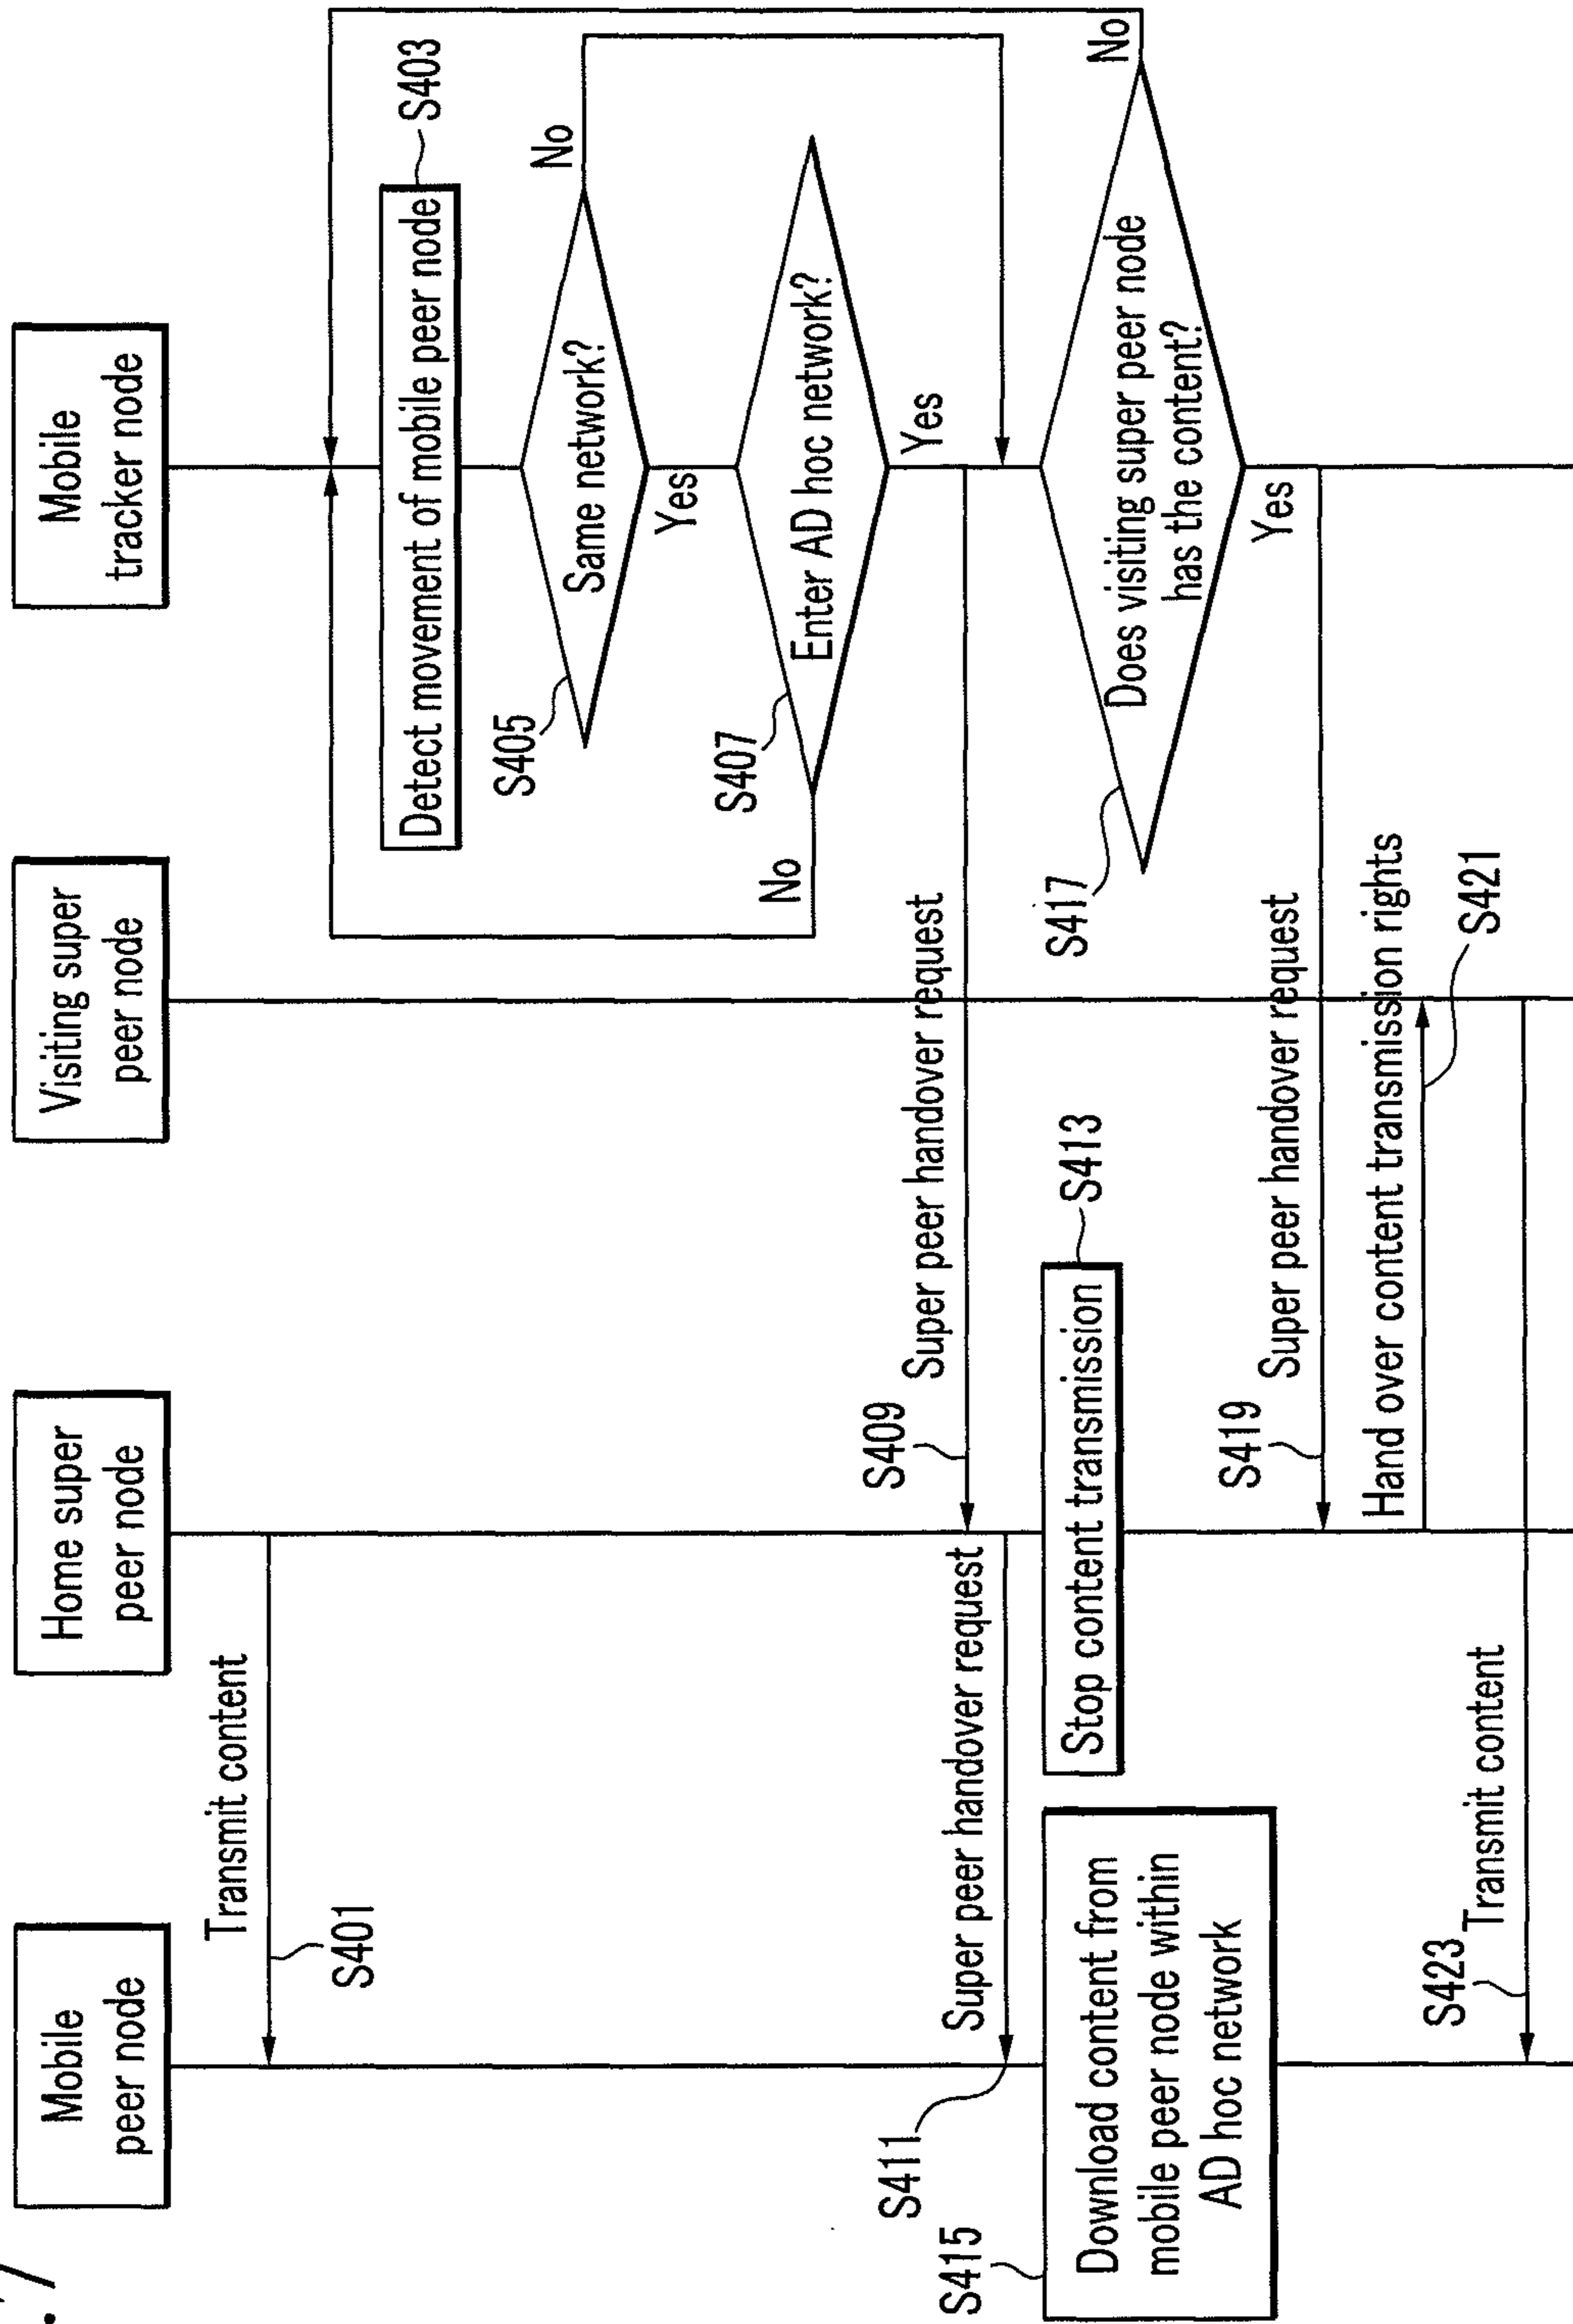 Mobile
peer node
Home super
peer node
Visiting super
peer node
Mobile
tracker node
Transmit content
S401
Detect movement of mobile peer node
S403
Same network?
S405
No
Yes
Enter AD hoc network?
S407
No
Yes
Super peer handover request
S409
Super peer handover request
S411
Stop content transmission
S413
Download content from
mobile peer node within
AD hoc network
S415
Does visiting super peer node
has the content?
S417
No
Yes
Super peer handover request
S419
Hand over content transmission rights
S421
Transmit content
S423